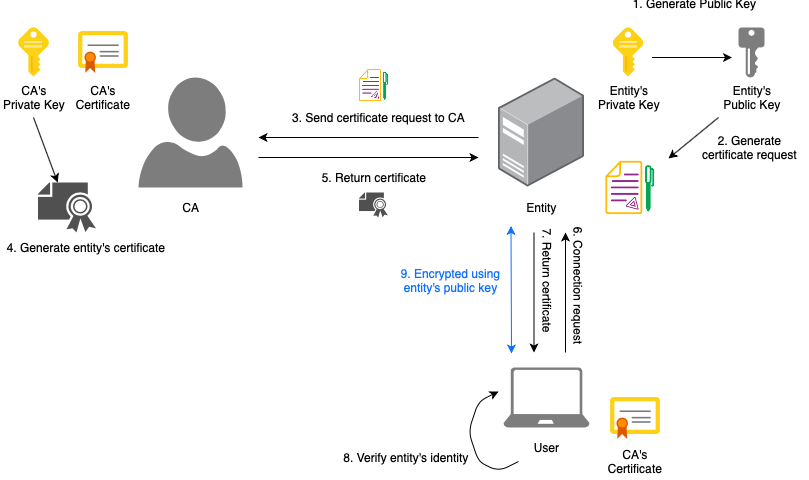 1. Generate Public Key
CA's
Private Key
CA's
Certificate
Entity's
Private Key
Entity's
Public Key
3. Send certificate request to CA
2. Generate
certificate request
5. Return certificate
CA
Entity
4. Generate entity's certificate
6. Connection request
7. Return certificate
9. Encrypted using
entity's public key
User
8. Verify entity's identity
CA's
Certificate